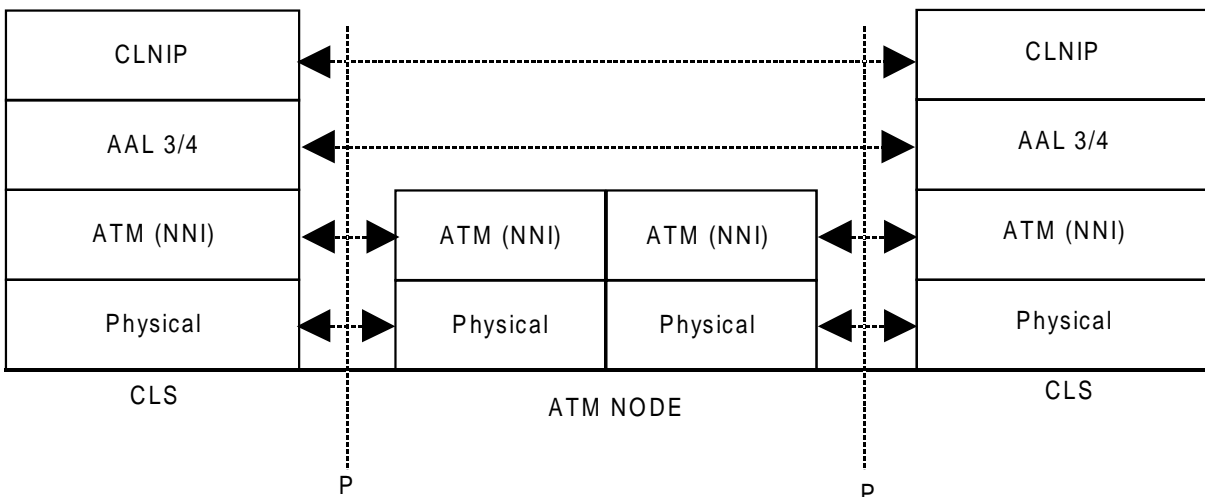 CLNIP
CLNIP
AAL 3/4
AAL 3/4
ATM (NNI)
ATM (NNI)
ATM (NNI)
ATM (NNI)
Physical
Physical
Physical
Physical
CLS
ATM NODE
CLS
P
P